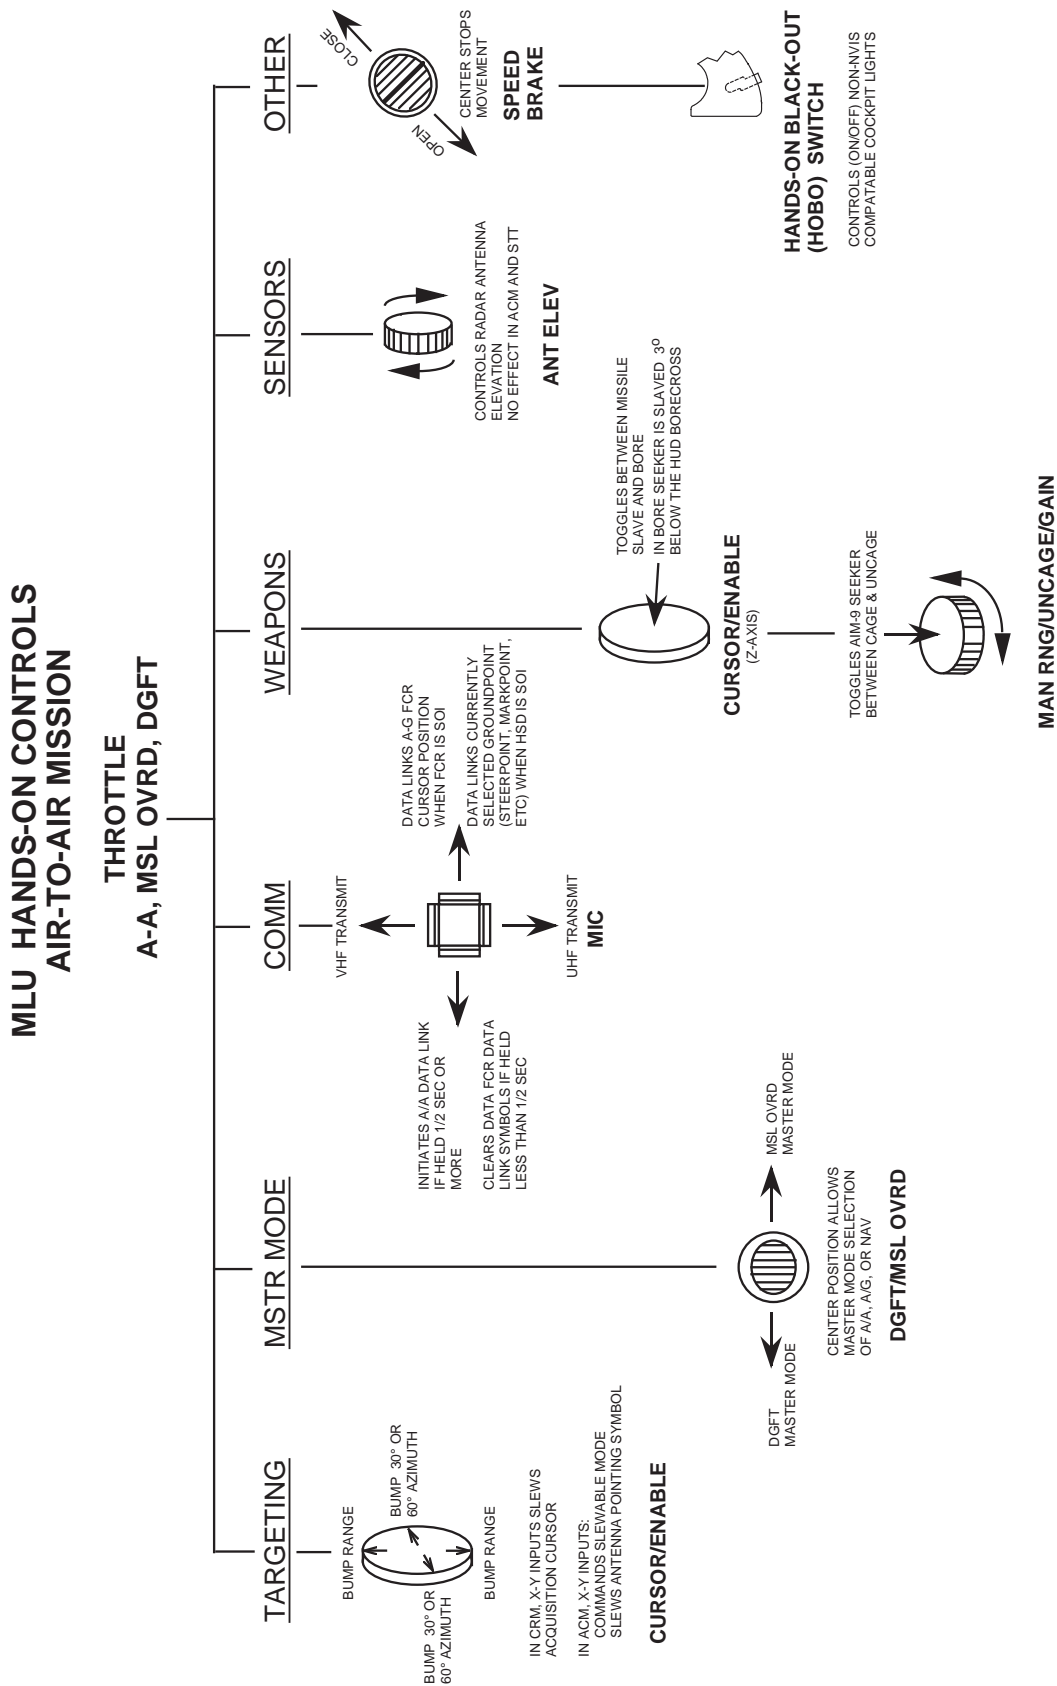 MLU HANDS-ON CONTROLS
AIR-TO-AIR MISSION
THROTTLE
A-A, MSL OVRD, DGFT
TARGETING
BUMP RANGE
BUMP 30° OR
60° AZIMUTH
BUMP 30° OR
60° AZIMUTH
BUMP RANGE
IN CRM, X-Y INPUTS SLEWS
ACQUISITION CURSOR
IN ACM, X-Y INPUTS:
COMMANDS SLEWABLE MODE
SLEWS ANTENNA POINTING SYMBOL
CURSOR/ENABLE
MSTR MODE
DGFT
MASTER MODE
MSL OVRD
MASTER MODE
CENTER POSITION ALLOWS
MASTER MODE SELECTION
OF A/A, A/G, OR NAV
DGFT/MSL OVRD
COMM
VHF TRANSMIT
INITIATES A/A DATA LINK
IF HELD 1/2 SEC OR
MORE
CLEARS DATA FCR DATA
LINK SYMBOLS IF HELD
LESS THAN 1/2 SEC
DATA LINKS A-G FCR
CURSOR POSITION
WHEN FCR IS SOI
DATA LINKS CURRENTLY
SELECTED GROUNDPOINT
(STEERPOINT, MARKPOINT,
ETC) WHEN HSD IS SOI
UHF TRANSMIT
MIC
WEAPONS
TOGGLES BETWEEN MISSILE
SLAVE AND BORE
IN BORE SEEKER IS SLAVED 3°
BELOW THE HUD BORECROSS
CURSOR/ENABLE
(Z-AXIS)
TOGGLES AIM-9 SEEKER
BETWEEN CAGE & UNCAGE
MAN RNG/UNCAGE/GAIN
SENSORS
CONTROLS RADAR ANTENNA
ELEVATION
NO EFFECT IN ACM AND STT
ANT ELEV
OTHER
CLOSE
OPEN
CENTER STOPS
MOVEMENT
SPEED
BRAKE
HANDS-ON BLACK-OUT
(HOBO) SWITCH
CONTROLS (ON/OFF) NON-NVIS
COMPATABLE COCKPIT LIGHTS